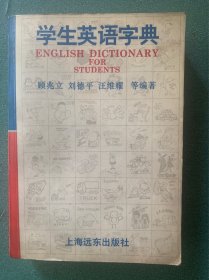 学生英语字典
ENGLISH DICTIONARY
FOR
STUDENTS
顾兆立 刘德平 汪维耀 等编著
上海远东出版社